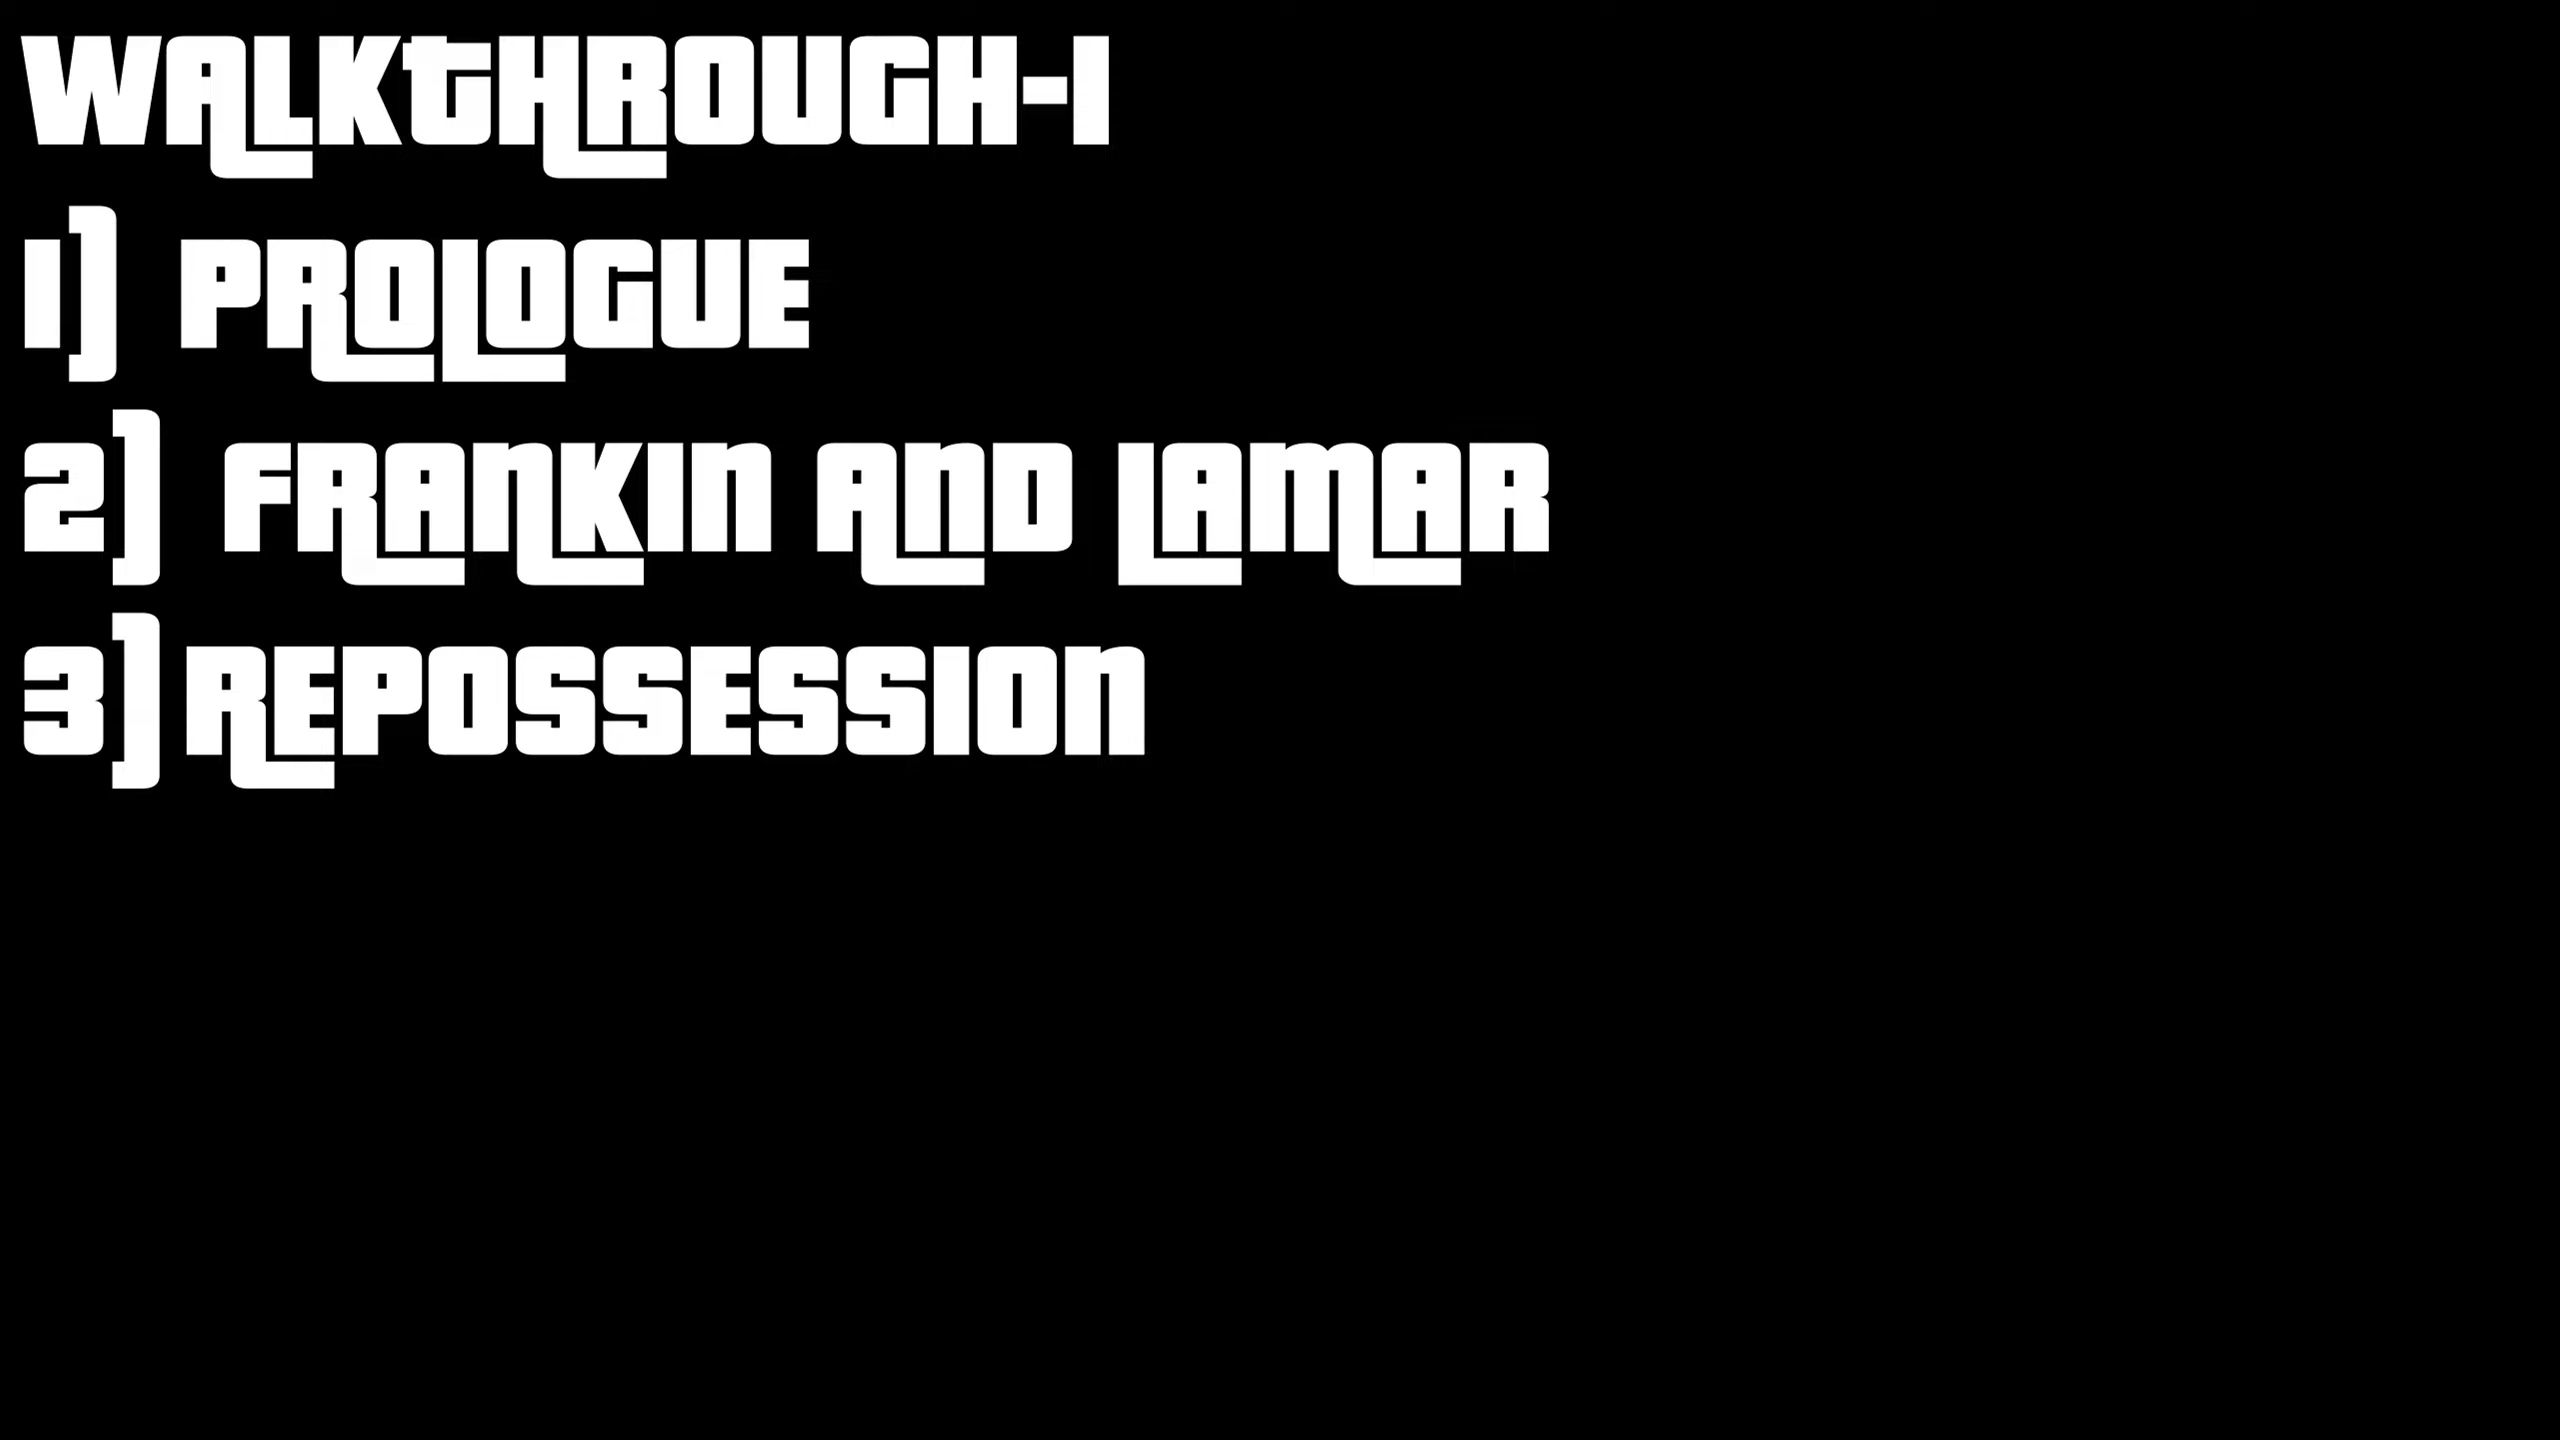 WALKTHROUGH-1
1) PROLOGUE
2) FRANKIN AND LAMAR
3) REPOSSESSION